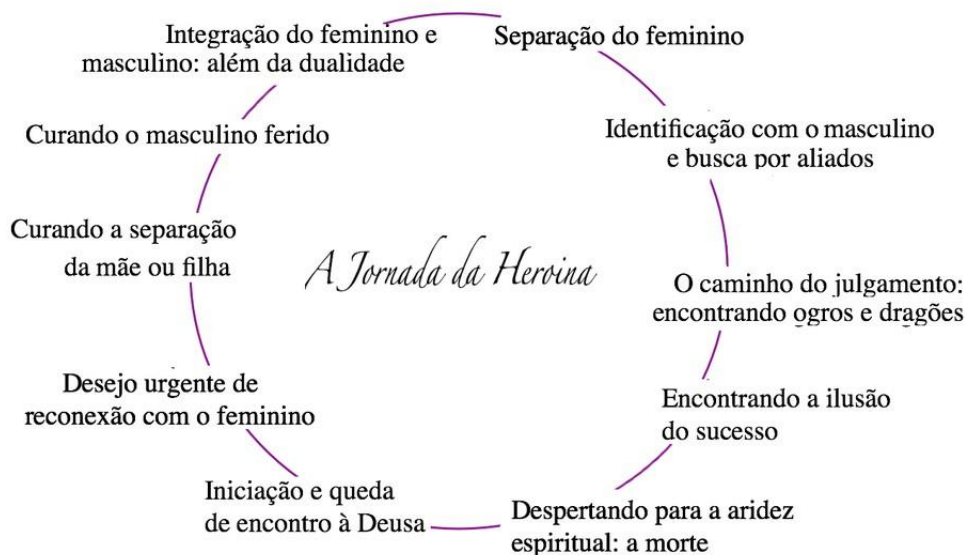 Integração do feminino e
masculino: além da dualidade
Separação do feminino
Identificação com o masculino
e busca por aliados
O caminho do julgamento:
encontrando ogros e dragões
Encontrando a ilusão
do sucesso
Despertando para a aridez
espiritual: a morte
Iniciação e queda
de encontro à Deusa
Desejo urgente de
reconexão com o feminino
Curando a separação
da mãe ou filha
Curando o masculino ferido
A Jornada da Heroina